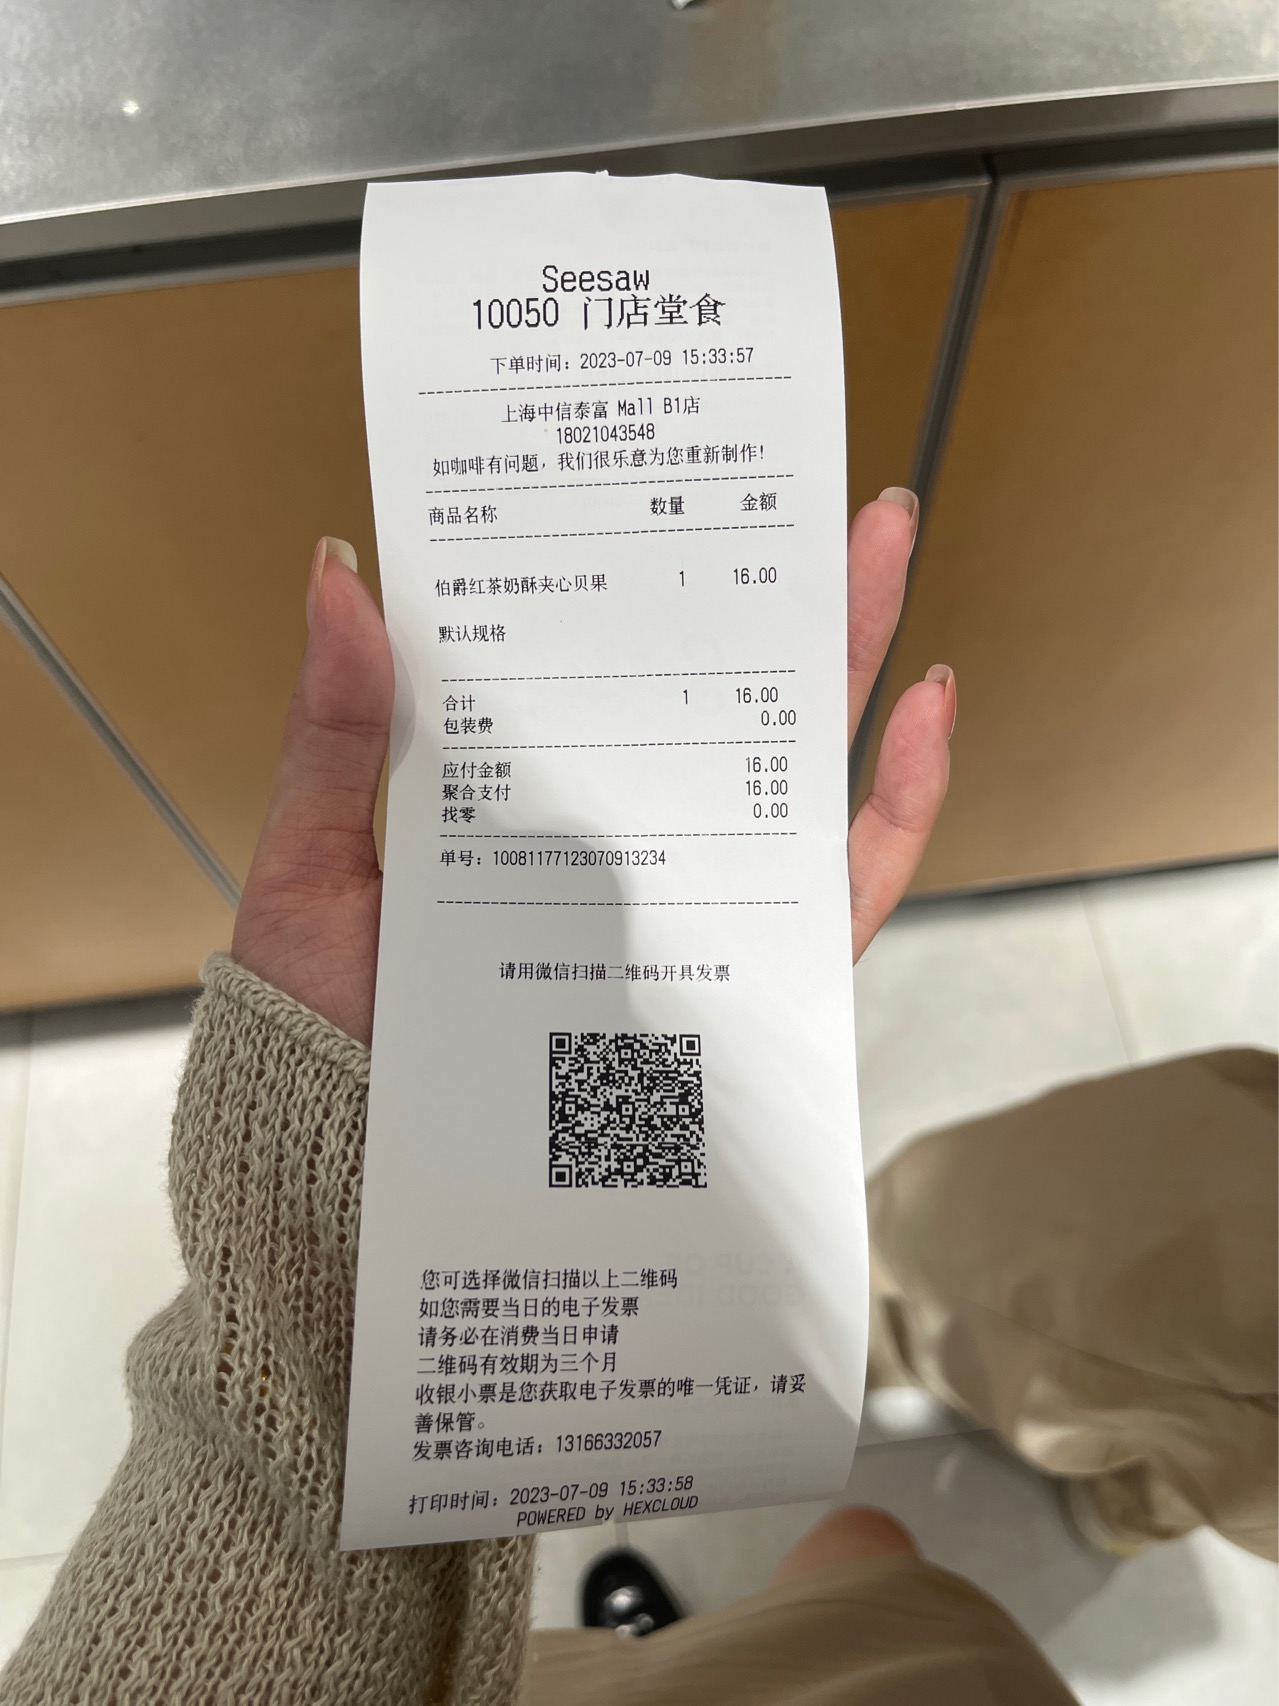 Seesaw
10050 门店堂食
下单时间：2023-07-09 15:33:57
上海中信泰富 Mall B1店
18021043548
如咖啡有问题，我们很乐意为您重新制作！
商品名称 数量 金额
伯爵红茶奶酥夹心贝果 1 16.00
默认规格
合计 1 16.00
包装费 0.00
应付金额 16.00
聚合支付 16.00
找零 0.00
单号：10081177123070913234
请用微信扫描二维码开具发票
您可选择微信扫描以上二维码
如您需要当日的电子发票
请务必在消费当日申请
二维码有效期为三个月
收银小票是您获取电子发票的唯一凭证，请妥
善保管。
发票咨询电话：13166332057
打印时间：2023-07-09 15:33:58
POWERED by HEXCLOUD